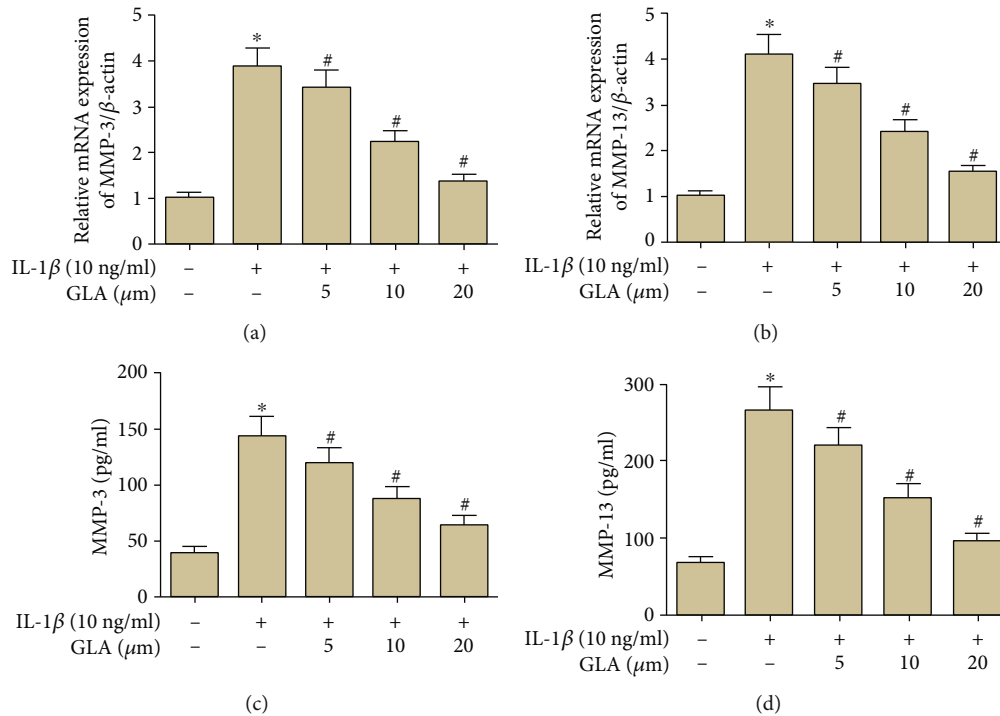 Relative mRNA expression
of MMP-3/β-actin
5
4
3
2
1
0
*
#
#
#
IL-1β (10 ng/ml) – + + + +
GLA (μm) – – 5 10 20
(a)
Relative mRNA expression
of MMP-13/β-actin
5
4
3
2
1
0
*
#
#
#
IL-1β (10 ng/ml) – + + + +
GLA (μm) – – 5 10 20
(b)
MMP-3 (pg/ml)
200
150
100
50
0
*
#
#
#
IL-1β (10 ng/ml) – + + + +
GLA (μm) – – 5 10 20
(c)
MMP-13 (pg/ml)
300
200
100
0
*
#
#
#
IL-1β (10 ng/ml) – + + + +
GLA (μm) – – 5 10 20
(d)